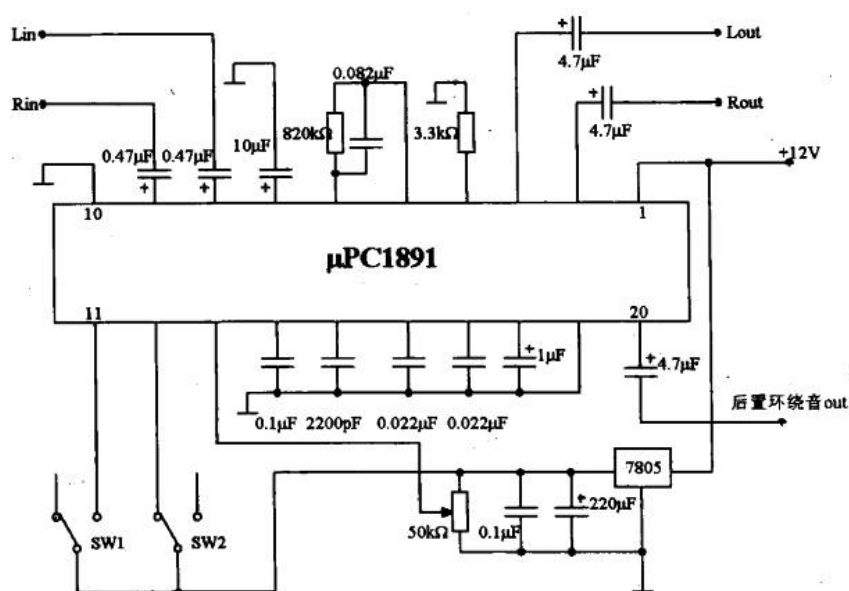 Lin
Lout
4.7μF
0.082μF
Rin
Rout
4.7μF
0.47μF 0.47μF
10μF
820kΩ
3.3kΩ
+12V
10
1
μPC1891
11
20
1μF
4.7μF
0.1μF 2200pF 0.022μF 0.022μF
后置环绕音out
7805
SW1
SW2
50kΩ
0.1μF
220μF